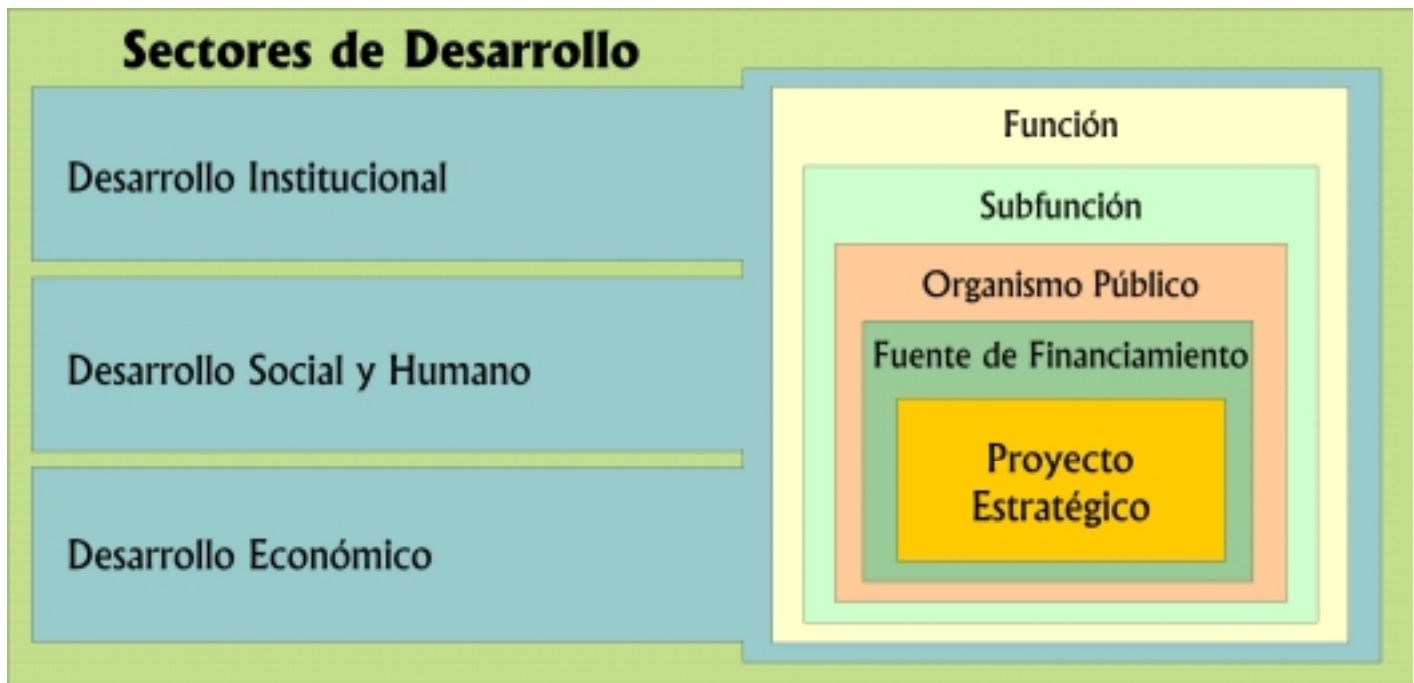 Sectores de Desarrollo
Desarrollo Institucional
Desarrollo Social y Humano
Desarrollo Económico
Función
Subfunción
Organismo Público
Fuente de Financiamiento
Proyecto
Estratégico